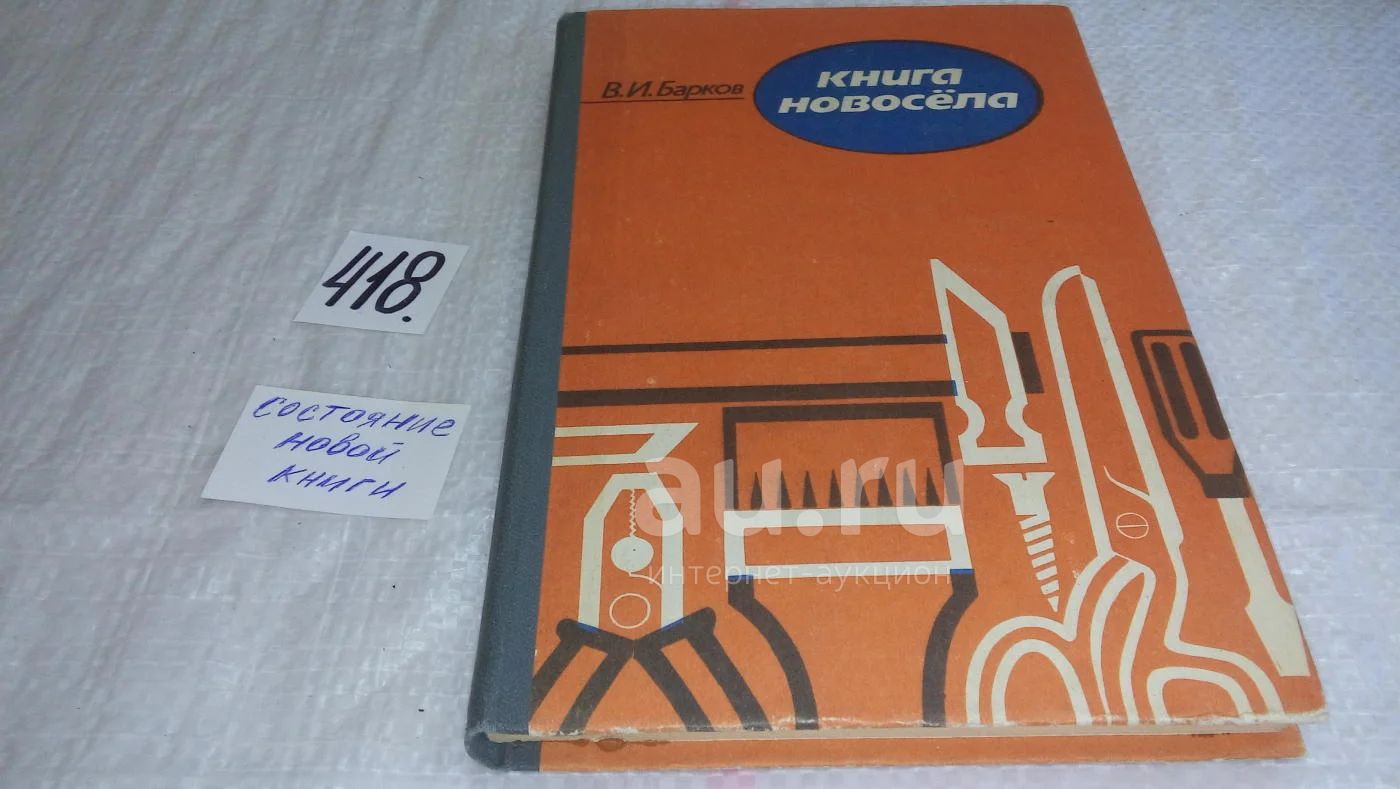 В.И.Барков
книга
новосёла
418.
состояние
новой
книги
au.ru
интернет-аукцион